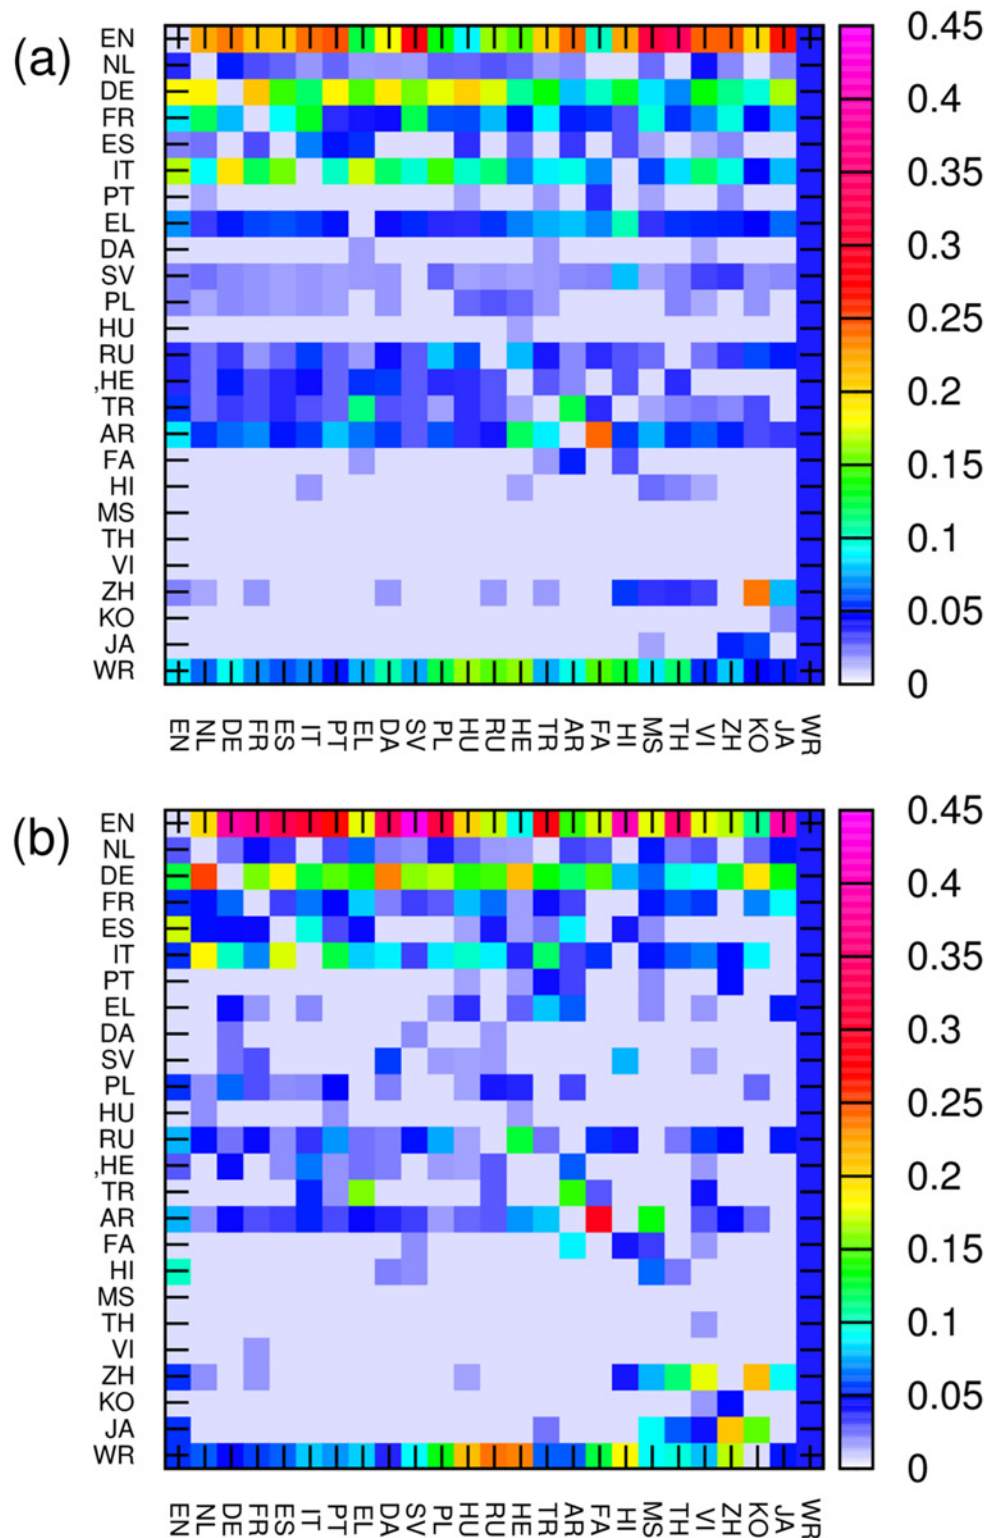 (a)
EN
NL
DE
FR
ES
IT
PT
EL
DA
SV
PL
HU
RU
,HE
TR
AR
FA
HI
MS
TH
VI
ZH
KO
JA
WR
0.45
0.4
0.35
0.3
0.25
0.2
0.15
0.1
0.05
0
EN NL DE FR ES IT PT EL DA SV PL HU RU HE TR AR FA HI MS TH VI ZH KO JA WR
(b)
EN
NL
DE
FR
ES
IT
PT
EL
DA
SV
PL
HU
RU
,HE
TR
AR
FA
HI
MS
TH
VI
ZH
KO
JA
WR
0.45
0.4
0.35
0.3
0.25
0.2
0.15
0.1
0.05
0
EN NL DE FR ES IT PT EL DA SV PL HU RU HE TR AR FA HI MS TH VI ZH KO JA WR